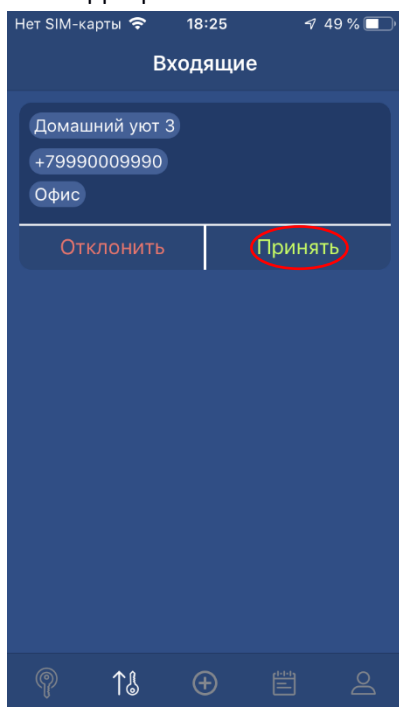 Нет SIM-карты 18:25 49 %
Входящие
Домашний уют 3
+79990009990
Офис
Отклонить Принять